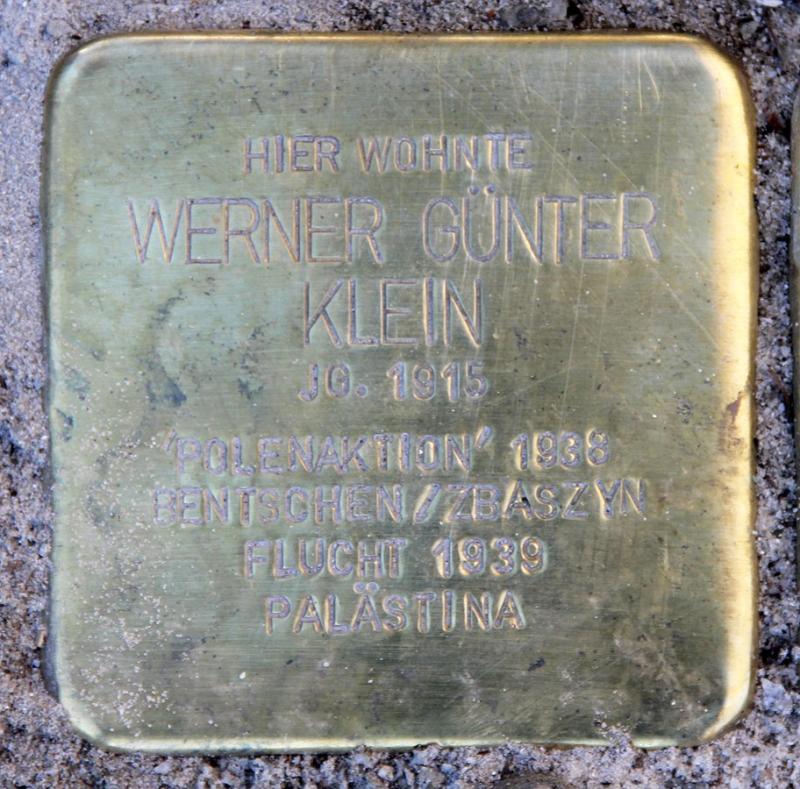 HIER WOHNTE
WERNER GÜNTER
KLEIN
JG. 1915
'POLENAKTION' 1938
BENTSCHEN/ZBASZYN
FLUCHT 1939
PALÄSTINA